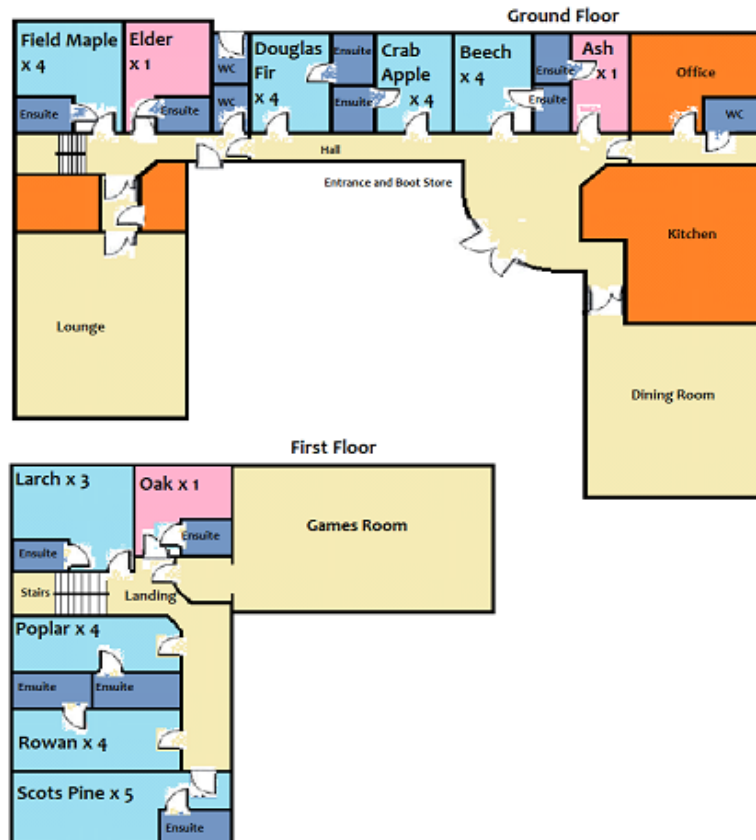 Ground Floor
Field Maple
x 4
Elder
x 1
WC
WC
Douglas
Fir
x 4
Ensuite
Ensuite
Crab
Apple
x 4
Beech
x 4
Ensuite
Ensuite
Ash
x 1
Office
WC
Ensuite
Ensuite
Hall
Entrance and Boot Store
Kitchen
Lounge
Dining Room
First Floor
Larch x 3
Oak x 1
Games Room
Ensuite
Ensuite
Stairs
Landing
Poplar x 4
Ensuite
Ensuite
Rowan x 4
Scots Pine x 5
Ensuite